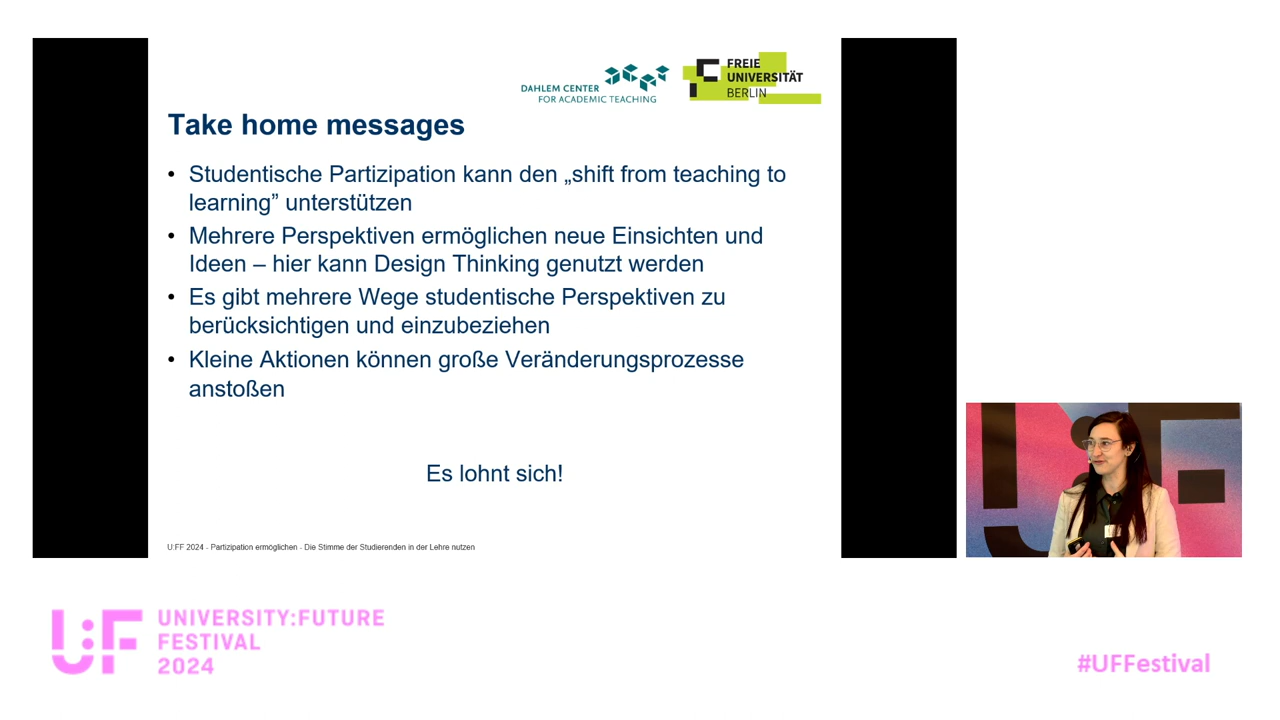 DAHLEM CENTER
FOR ACADEMIC TEACHING
FREIE
UNIVERSITÄT
BERLIN
Take home messages
• Studentische Partizipation kann den „shift from teaching to
learning” unterstützen
• Mehrere Perspektiven ermöglichen neue Einsichten und
Ideen – hier kann Design Thinking genutzt werden
• Es gibt mehrere Wege studentische Perspektiven zu
berücksichtigen und einzubeziehen
• Kleine Aktionen können große Veränderungsprozesse
anstoßen
Es lohnt sich!
U:FF 2024 - Partizipation ermöglichen - Die Stimme der Studierenden in der Lehre nutzen
U:F
U:F
UNIVERSITY:FUTURE
FESTIVAL
2024
#UFFestival